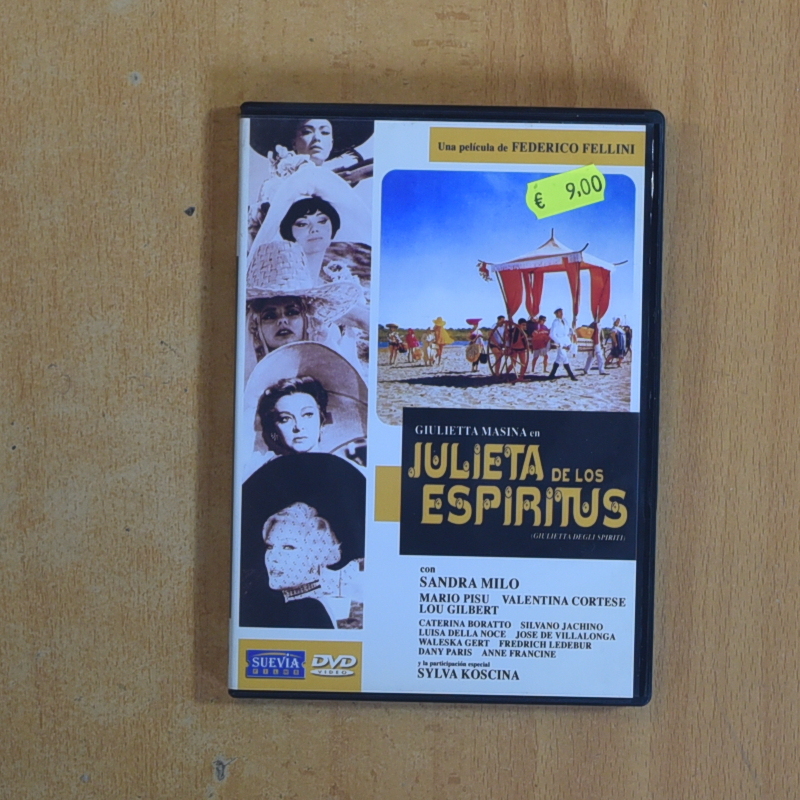 Una película de FEDERICO FELLINI
€ 9,00
GIULIETTA MASINA en
JULIETA DE LOS
ESPIRITUS
(GIULIETTA DEGLI SPIRITI)
con
SANDRA MILO
MARIO PISU VALENTINA CORTESE
LOU GILBERT
CATERINA BORATTO SILVANO JACHINO
LUISA DELLA NOCE JOSE DE VILLALONGA
WALESKA GERT FREDRICH LEDEBUR
DANY PARIS ANNE FRANCINE
y la participación especial
SYLVA KOSCINA
SUEVIA
FILMS
DVD
VIDEO